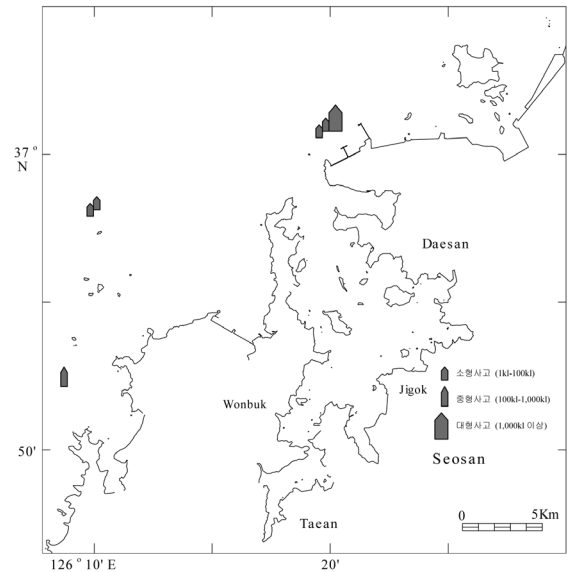 37 °
N
Daesan
소형사고 (1kl-100kl)
Jigok
중형사고 (100kl-1,000kl)
Wonbuk
대형사고 (1,000kl 이상)
50'
Seosan
0 5Km
Taean
126 ° 10' E 20'